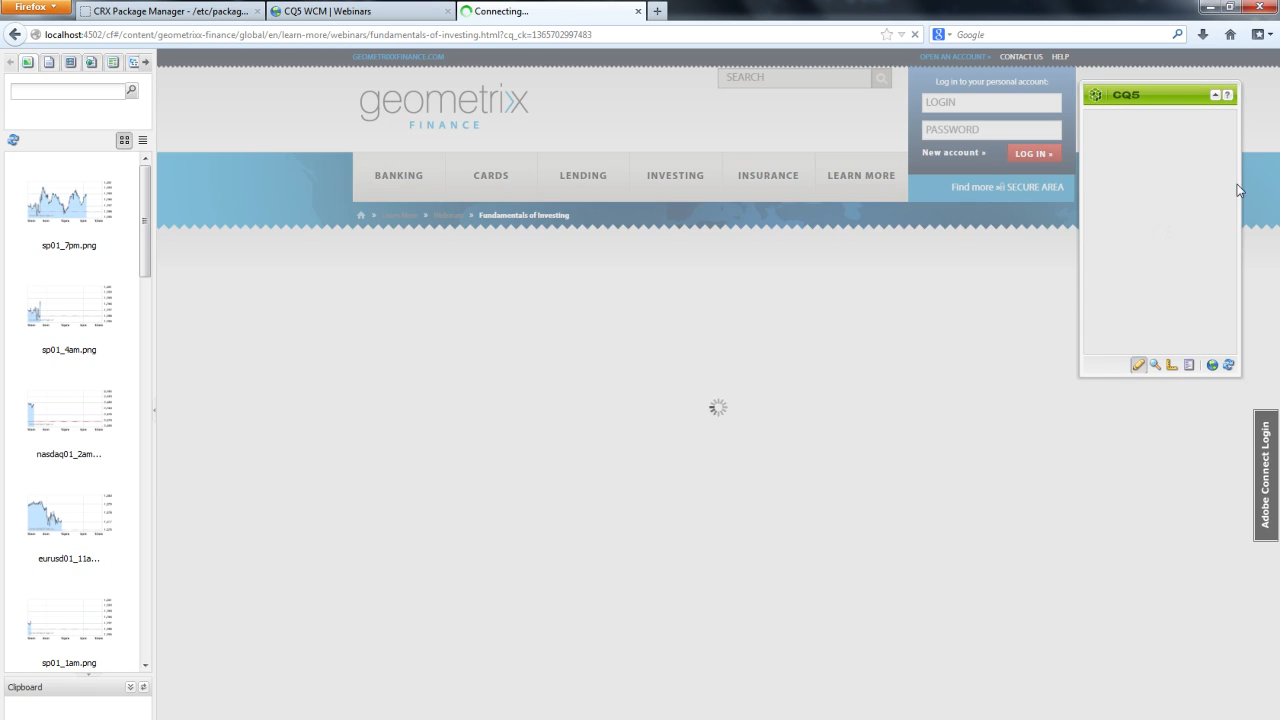 Firefox
CRX Package Manager - /etc/packag...
CQ5 WCM | Webinars
Connecting...
localhost:4502/cf#/content/geometrixx-finance/global/en/learn-more/webinars/fundamentals-of-investing.html?cq_ck=1365702997483
Google
GEOMETRIXXFINANCE.COM
OPEN AN ACCOUNT »
CONTACT US
HELP
geometrixx
FINANCE
SEARCH
Log in to your personal account:
LOGIN
PASSWORD
New account »
LOG IN »
Find more »
SECURE AREA
CQ5
BANKING
CARDS
LENDING
INVESTING
INSURANCE
LEARN MORE
» Learn More » Webinars » Fundamentals of Investing
sp01_7pm.png
sp01_4am.png
nasdaq01_2am...
eurusd01_11a...
sp01_1am.png
Clipboard
Adobe Connect Login